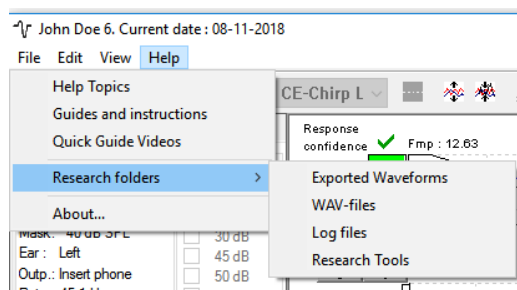 John Doe 6. Current date : 08-11-2018
File Edit View Help
Help Topics
Guides and instructions
Quick Guide Videos
Research folders >
About...
CE-Chirp L
Response
confidence
Fmp : 12.63
Exported Waveforms
WAV-files
Log files
Research Tools
Mask: 40 dB SPL
30 dB
Ear : Left
45 dB
Outp.: Insert phone
50 dB